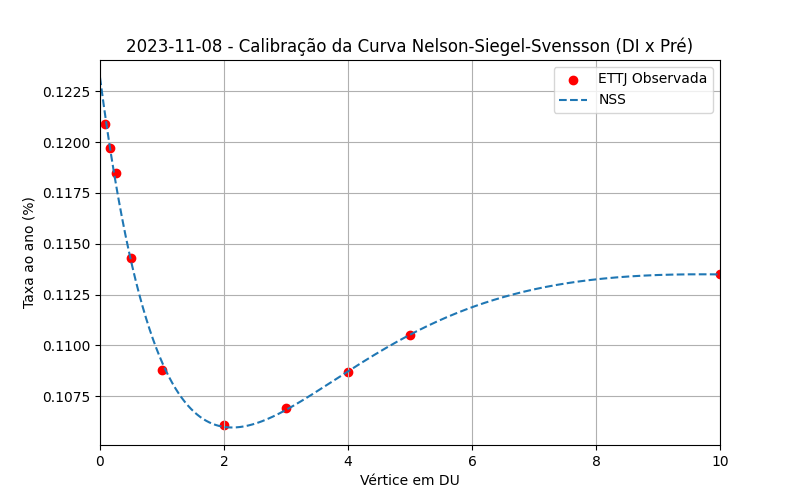 2023-11-08 - Calibração da Curva Nelson-Siegel-Svensson (DI x Pré)
ETTJ Observada
NSS
Taxa ao ano (%)
0.1225
0.1200
0.1175
0.1150
0.1125
0.1100
0.1075
0 2 4 6 8 10
Vértice em DU